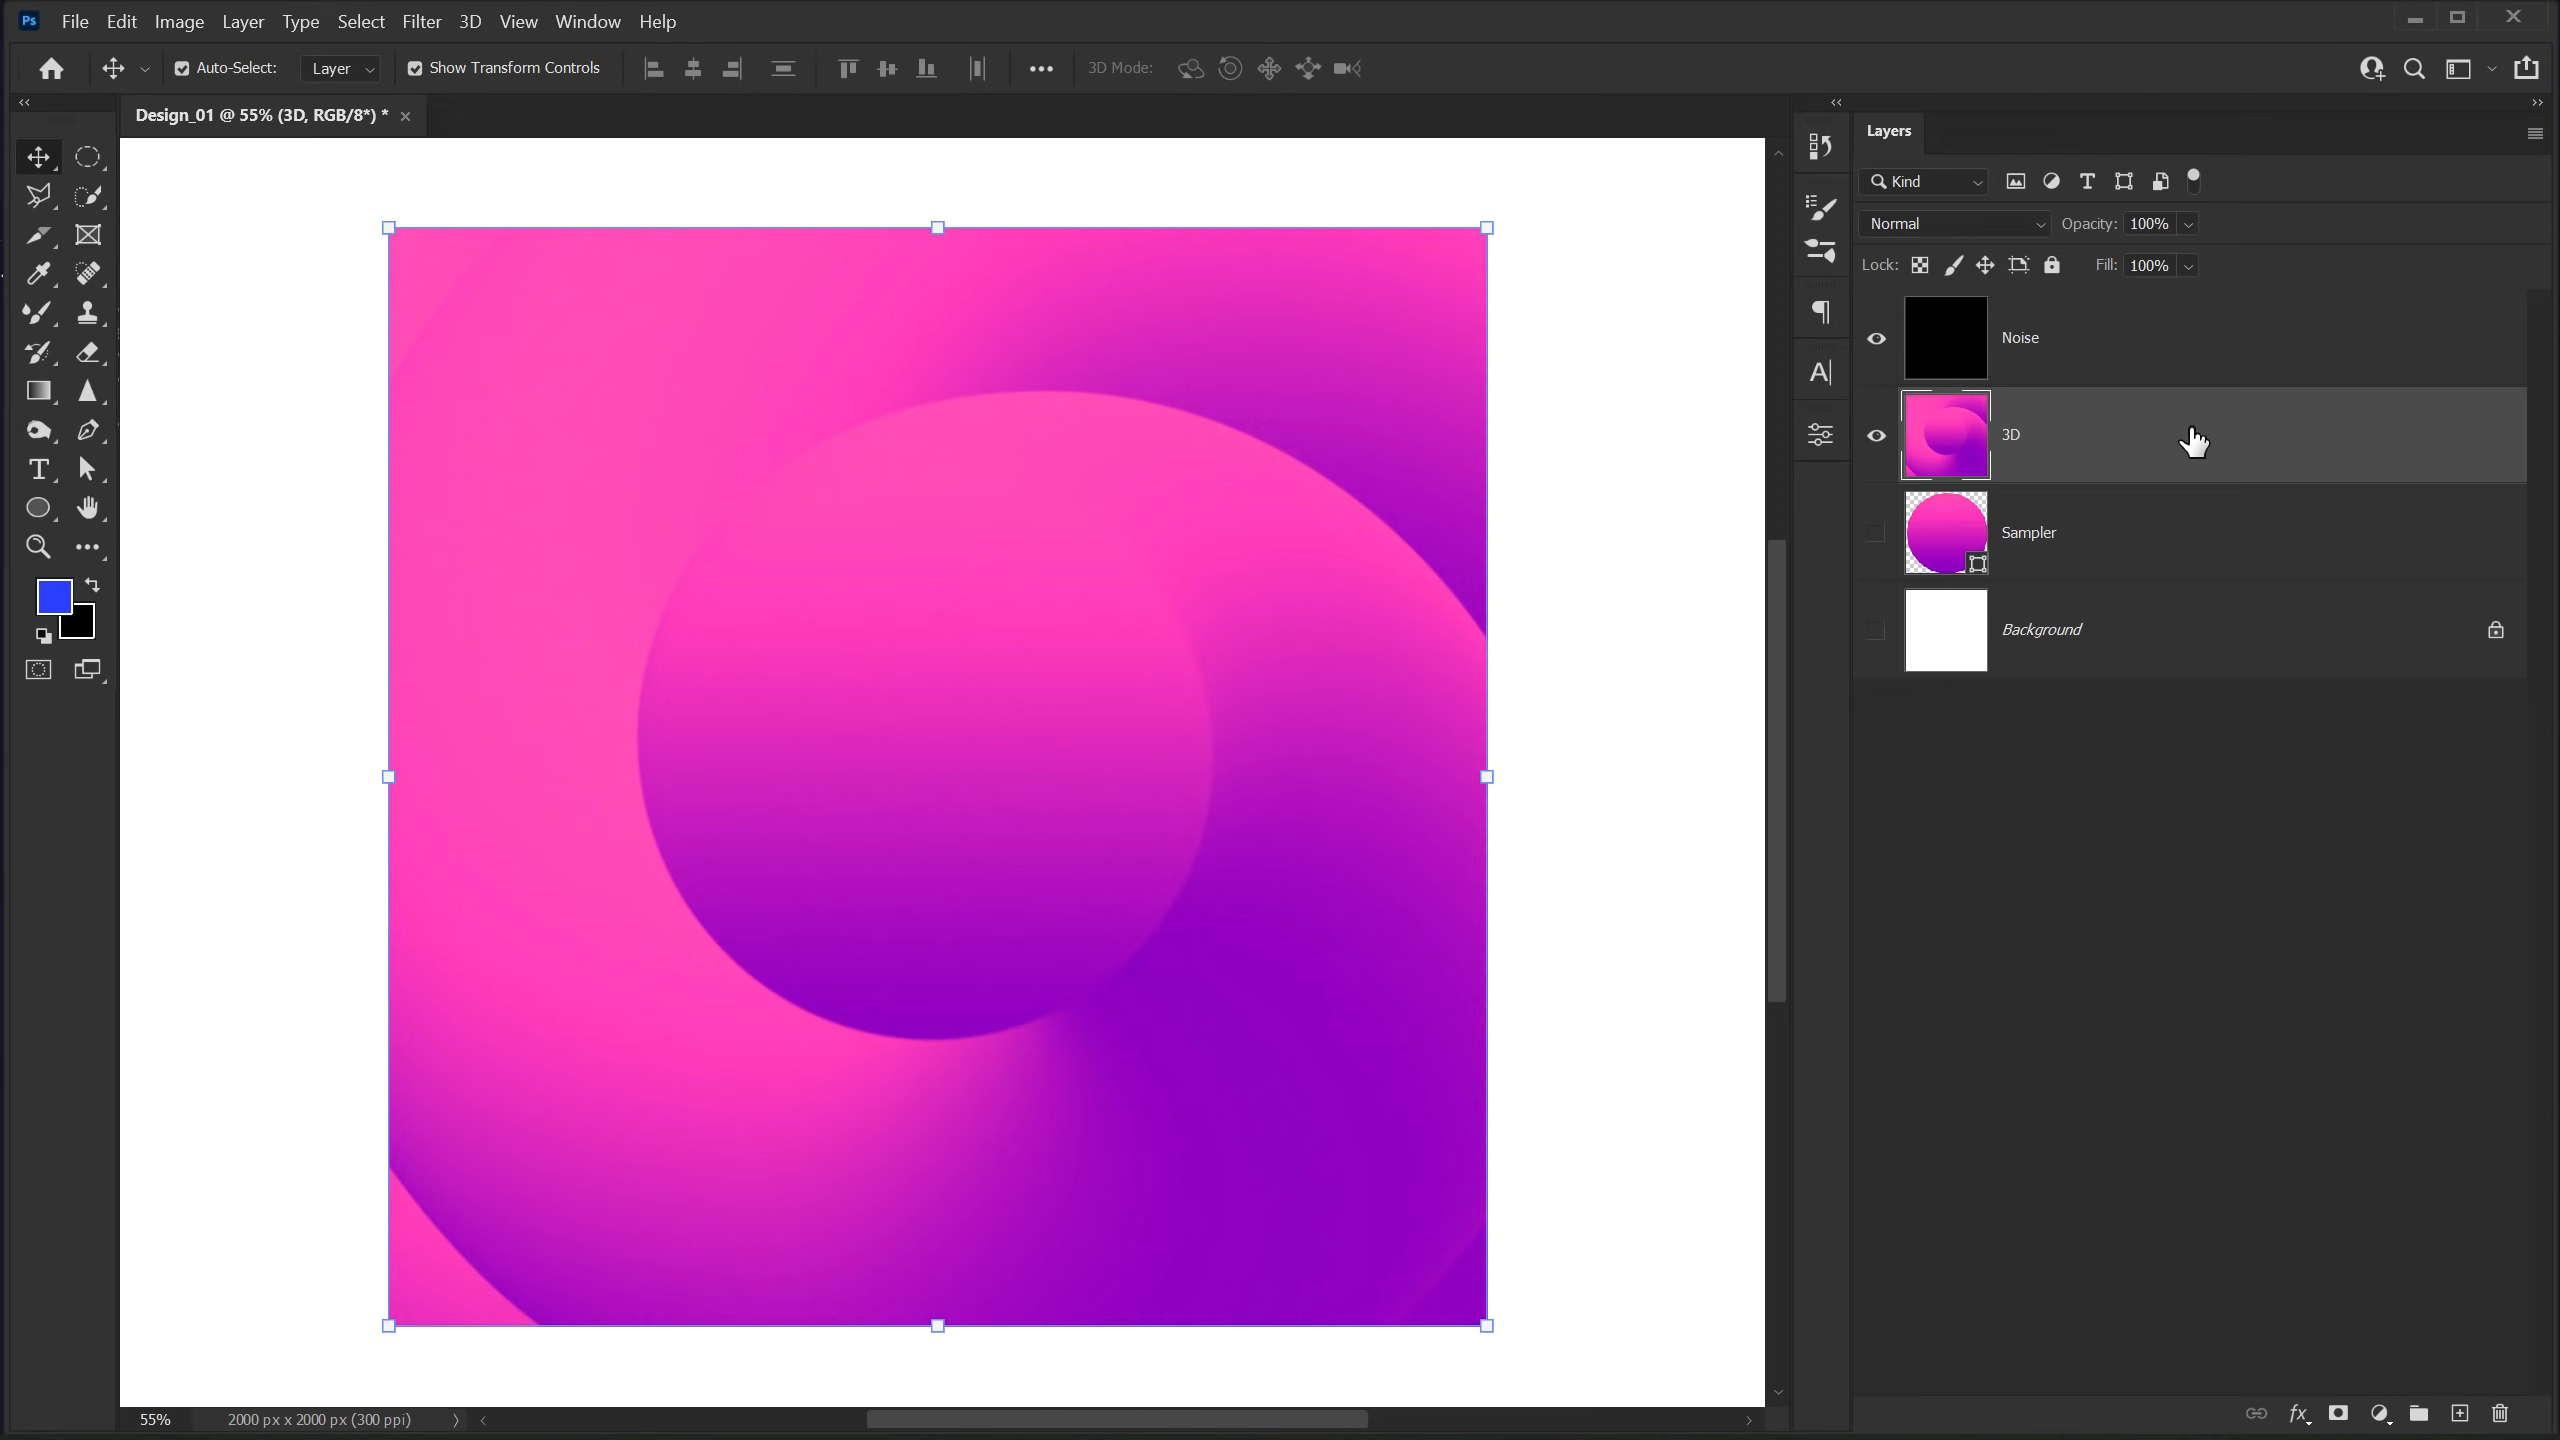 Ps File Edit Image Layer Type Select Filter 3D View Window Help
Auto-Select: Layer Show Transform Controls 3D Mode:
Design_01 @ 55% (3D, RGB/8*) * ×
Layers
Kind
Normal Opacity: 100%
Lock: Fill: 100%
Noise
3D
Sampler
Background
55% 2000 px x 2000 px (300 ppi)
fx